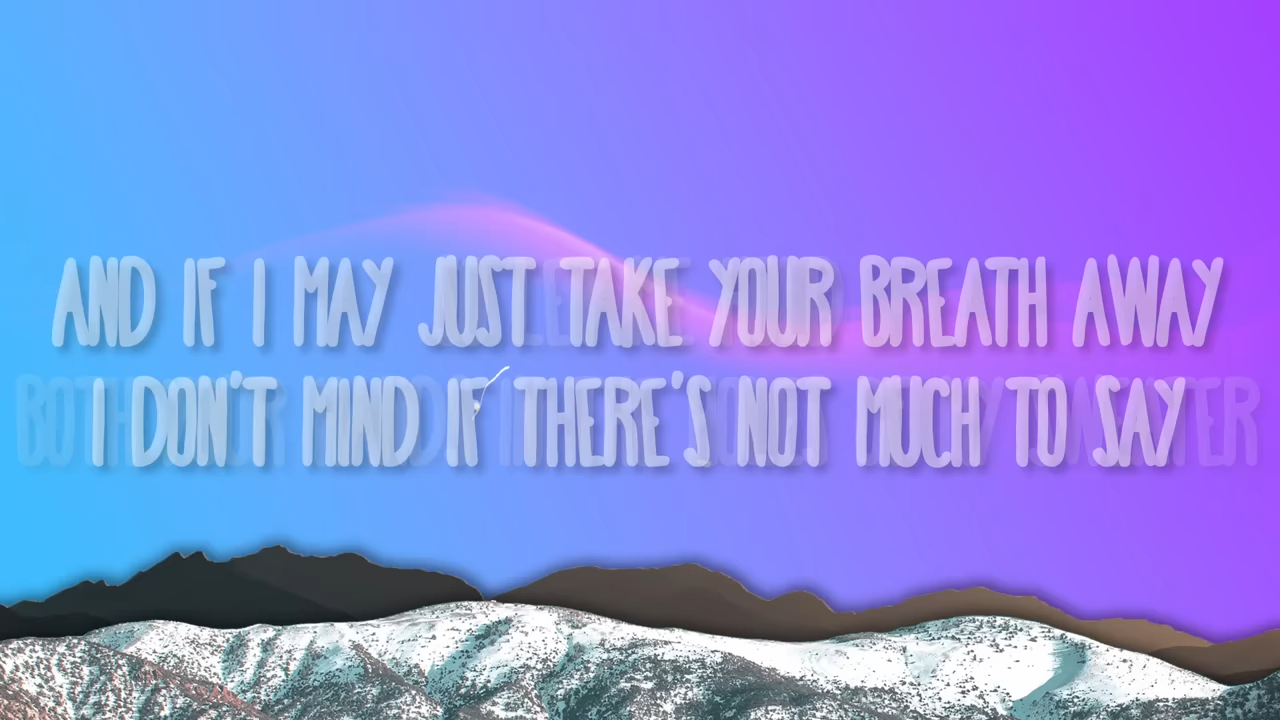 AND IF I MAY JUST TAKE YOUR BREATH AWAY
I DON'T MIND IF THERE'S NOT MUCH TO SAY